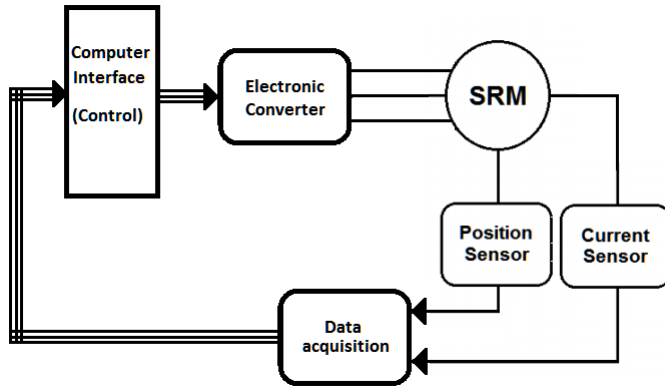 Computer
Interface
(Control)
Electronic
Converter
SRM
Position
Sensor
Current
Sensor
Data
acquisition